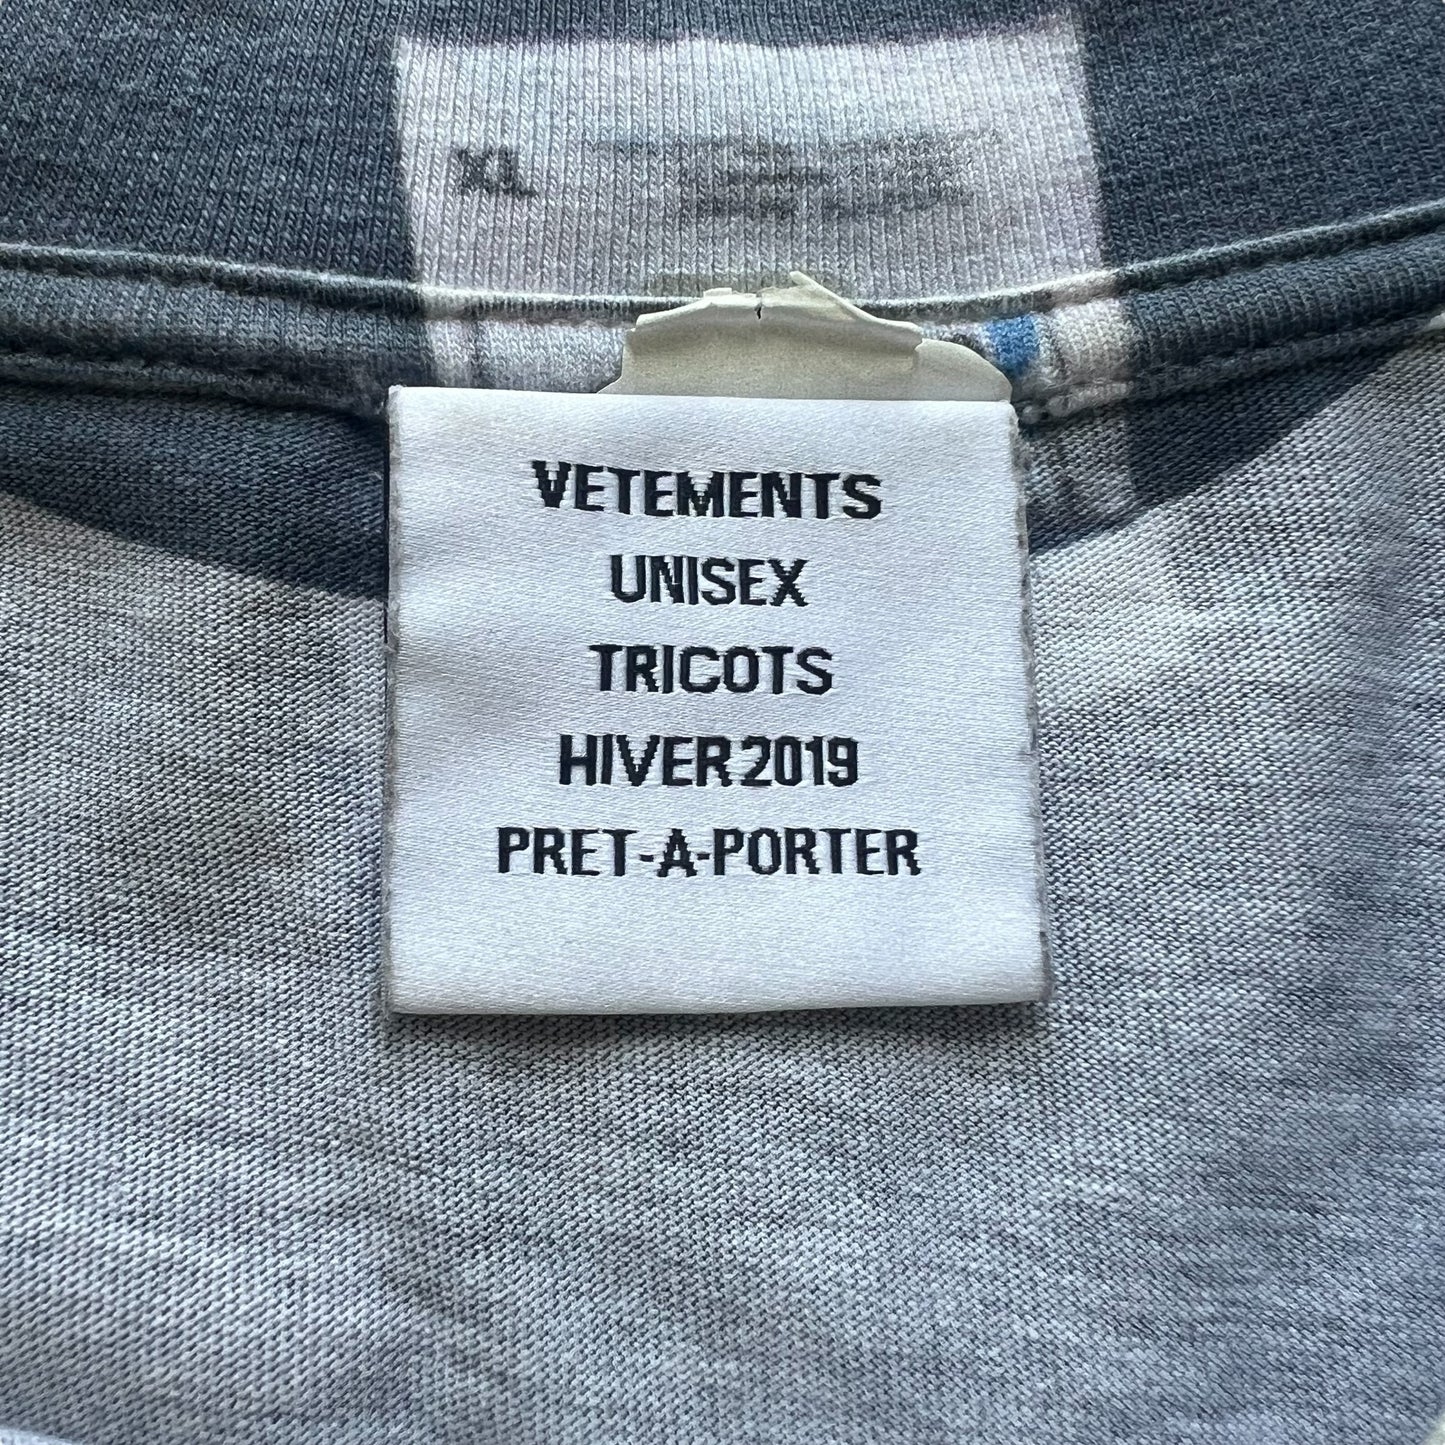 XL
VETEMENTS
UNISEX
TRICOTS
HIVER 2019
PRET-A-PORTER